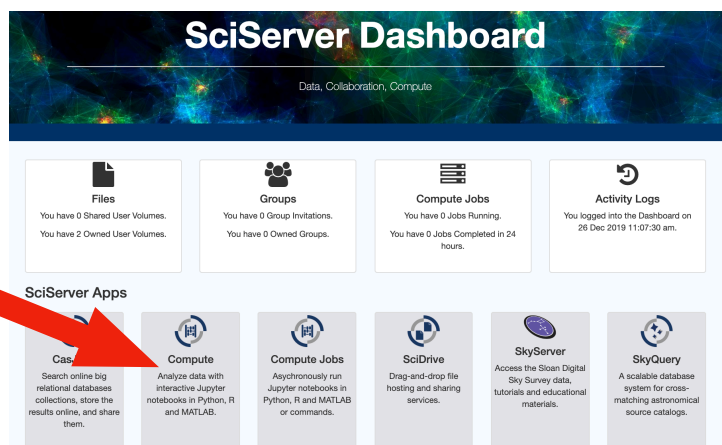 SciServer Dashboard
Data, Collaboration, Compute
Files
You have 0 Shared User Volumes.
You have 2 Owned User Volumes.
Groups
You have 0 Group Invitations.
You have 0 Owned Groups.
Compute Jobs
You have 0 Jobs Running.
You have 0 Jobs Completed in 24
hours.
Activity Logs
You logged into the Dashboard on
26 Dec 2019 11:07:30 am.
SciServer Apps
Search online big
relational databases
collections, store the
results online, and share
them.
Compute
Analyze data with
interactive Jupyter
notebooks in Python, R
and MATLAB.
Compute Jobs
Asychronously run
Jupyter notebooks in
Python, R and MATLAB
or commands.
SciDrive
Drag-and-drop file
hosting and sharing
services.
SkyServer
Access the Sloan Digital
Sky Survey data,
tutorials and educational
materials.
SkyQuery
A scalable database
system for cross-
matching astronomical
source catalogs.